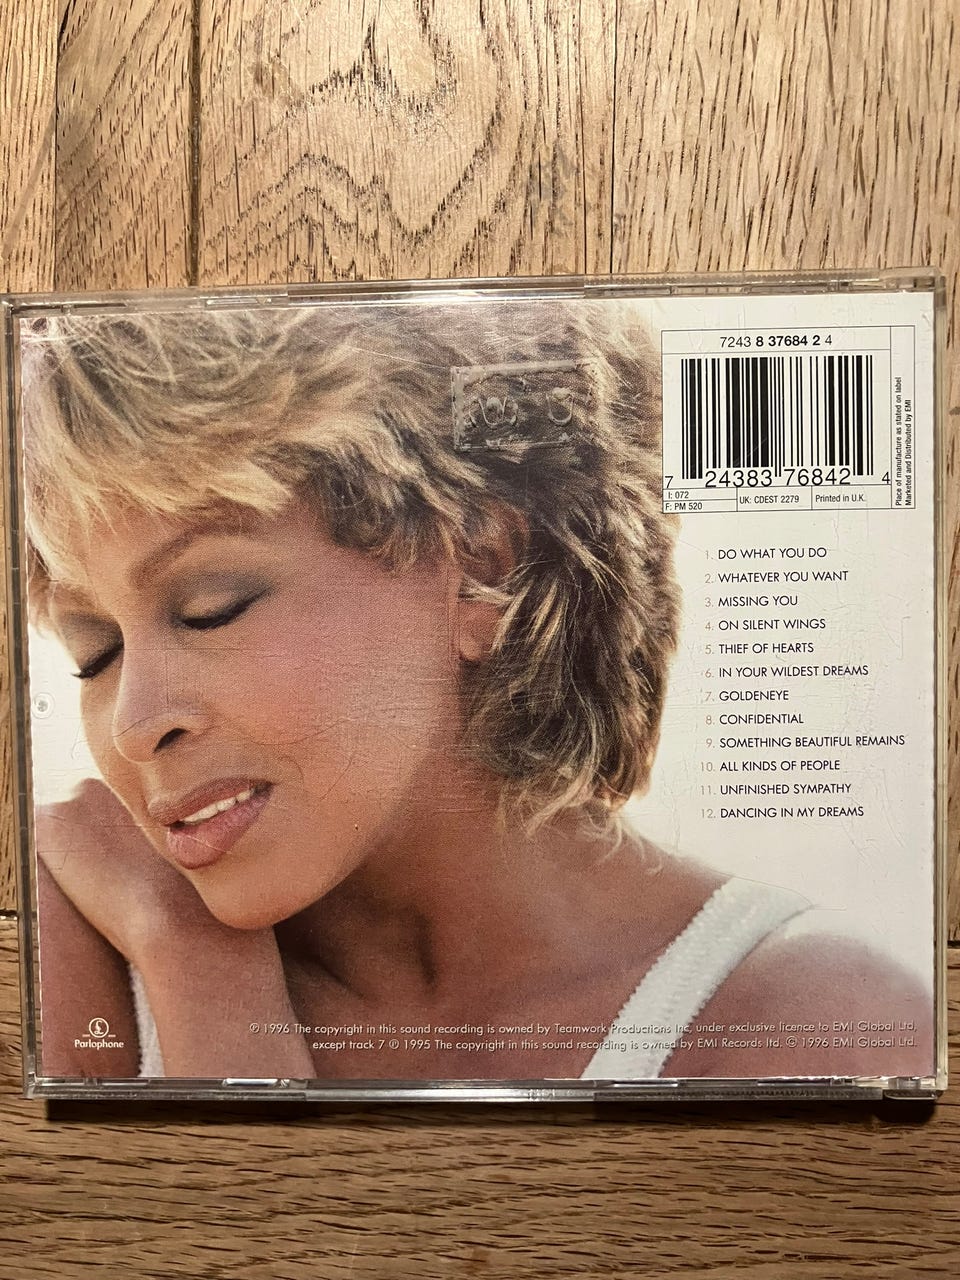 7243 8 37684 2 4
7 24383 76842 4
I: 072
F: PM 520
UK: CDEST 2279
Printed in U.K.
Place of manufacture as stated on label
Marketed and Distributed by EMI
1. DO WHAT YOU DO
2. WHATEVER YOU WANT
3. MISSING YOU
4. ON SILENT WINGS
5. THIEF OF HEARTS
6. IN YOUR WILDEST DREAMS
7. GOLDENEYE
8. CONFIDENTIAL
9. SOMETHING BEAUTIFUL REMAINS
10. ALL KINDS OF PEOPLE
11. UNFINISHED SYMPATHY
12. DANCING IN MY DREAMS
Parlophone
℗ 1996 The copyright in this sound recording is owned by Teamwork Productions Inc, under exclusive licence to EMI Global Ltd,
except track 7 ℗ 1995 The copyright in this sound recording is owned by EMI Records ltd. © 1996 EMI Global Ltd.